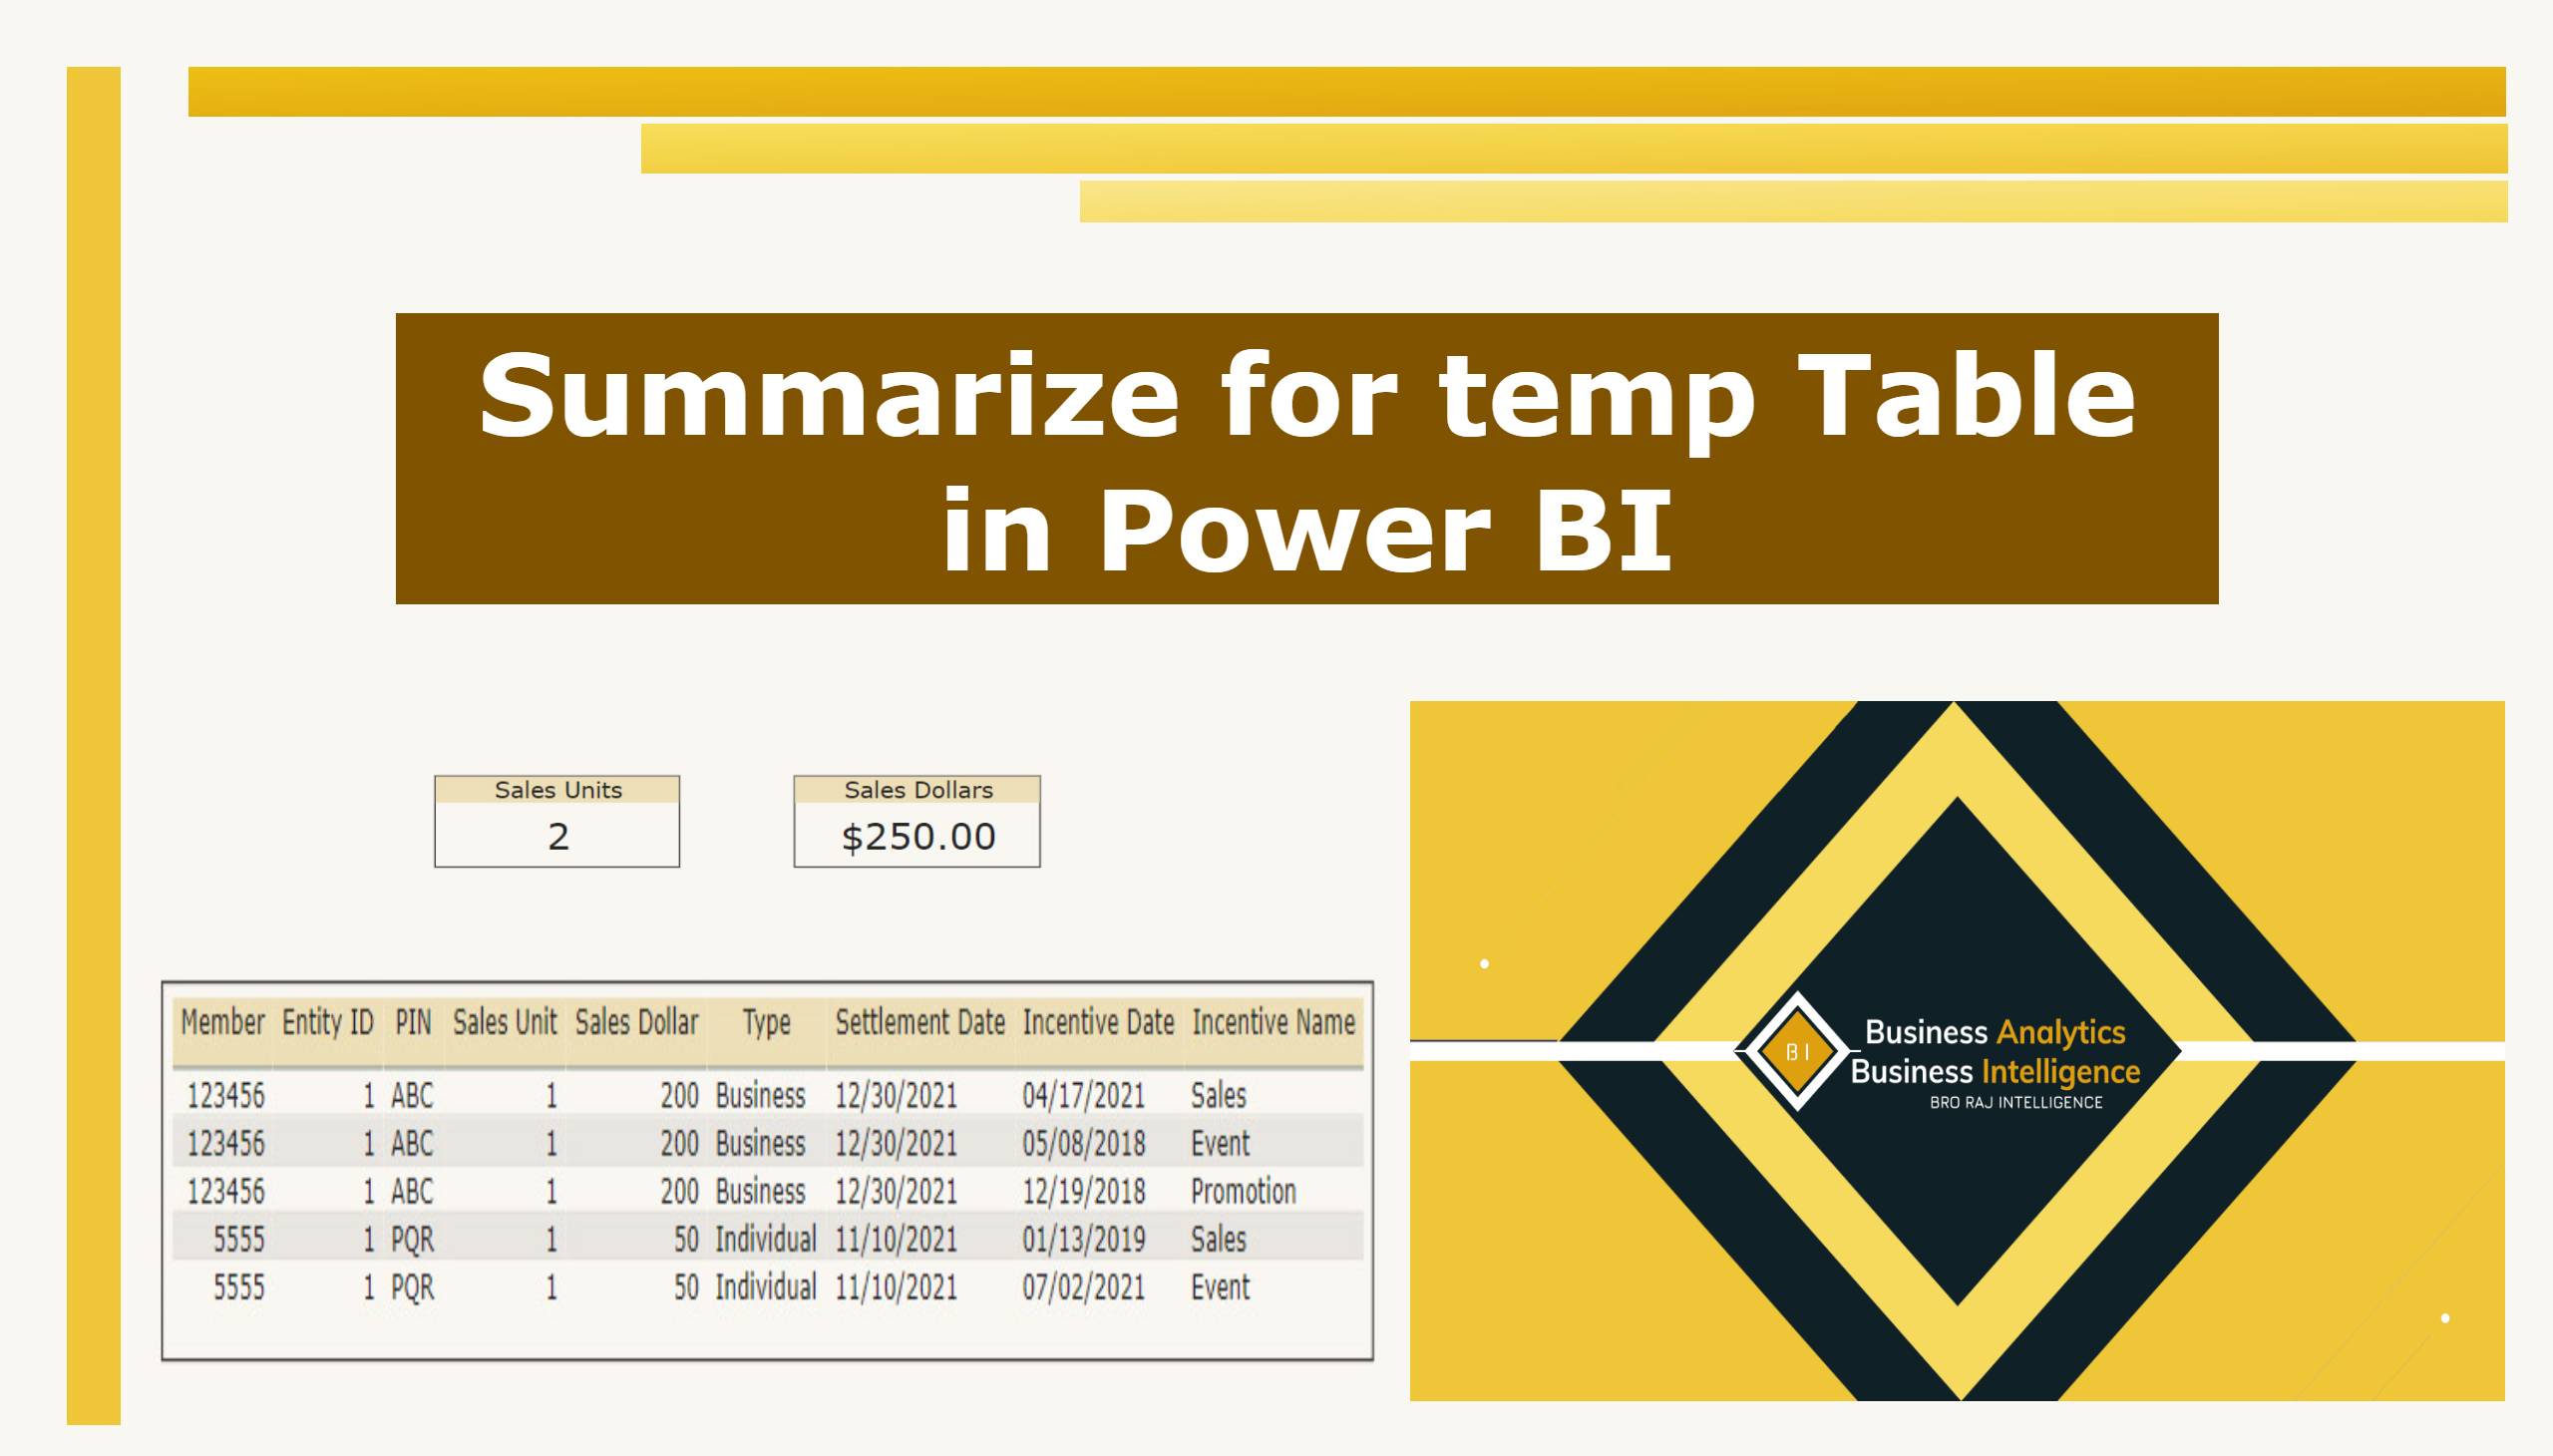 Summarize for temp Table
in Power BI
Sales Units
2
Sales Dollars
$250.00
Member Entity ID PIN Sales Unit Sales Dollar Type Settlement Date Incentive Date Incentive Name
123456 1 ABC 1 200 Business 12/30/2021 04/17/2021 Sales
123456 1 ABC 1 200 Business 12/30/2021 05/08/2018 Event
123456 1 ABC 1 200 Business 12/30/2021 12/19/2018 Promotion
5555 1 PQR 1 50 Individual 11/10/2021 01/13/2019 Sales
5555 1 PQR 1 50 Individual 11/10/2021 07/02/2021 Event
BI
Business Analytics
Business Intelligence
BRO RAJ INTELLIGENCE